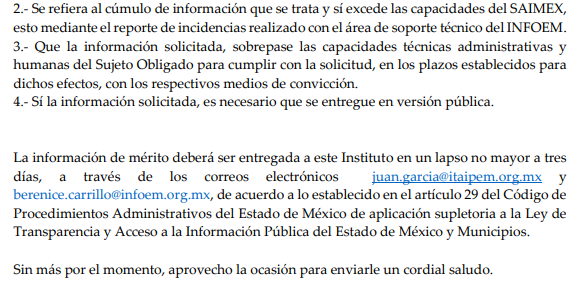 2.- Se refiera al cúmulo de información que se trata y sí excede las capacidades del SAIMEX,
esto mediante el reporte de incidencias realizado con el área de soporte técnico del INFOEM.
3.- Que la información solicitada, sobrepase las capacidades técnicas administrativas y
humanas del Sujeto Obligado para cumplir con la solicitud, en los plazos establecidos para
dichos efectos, con los respectivos medios de convicción.
4.- Sí la información solicitada, es necesario que se entregue en versión pública.
La información de mérito deberá ser entregada a este Instituto en un lapso no mayor a tres
días, a través de los correos electrónicos juan.garcia@itaipem.org.mx y
berenice.carrillo@infoem.org.mx, de acuerdo a lo establecido en el artículo 29 del Código de
Procedimientos Administrativos del Estado de México de aplicación supletoria a la Ley de
Transparencia y Acceso a la Información Pública del Estado de México y Municipios.
Sin más por el momento, aprovecho la ocasión para enviarle un cordial saludo.